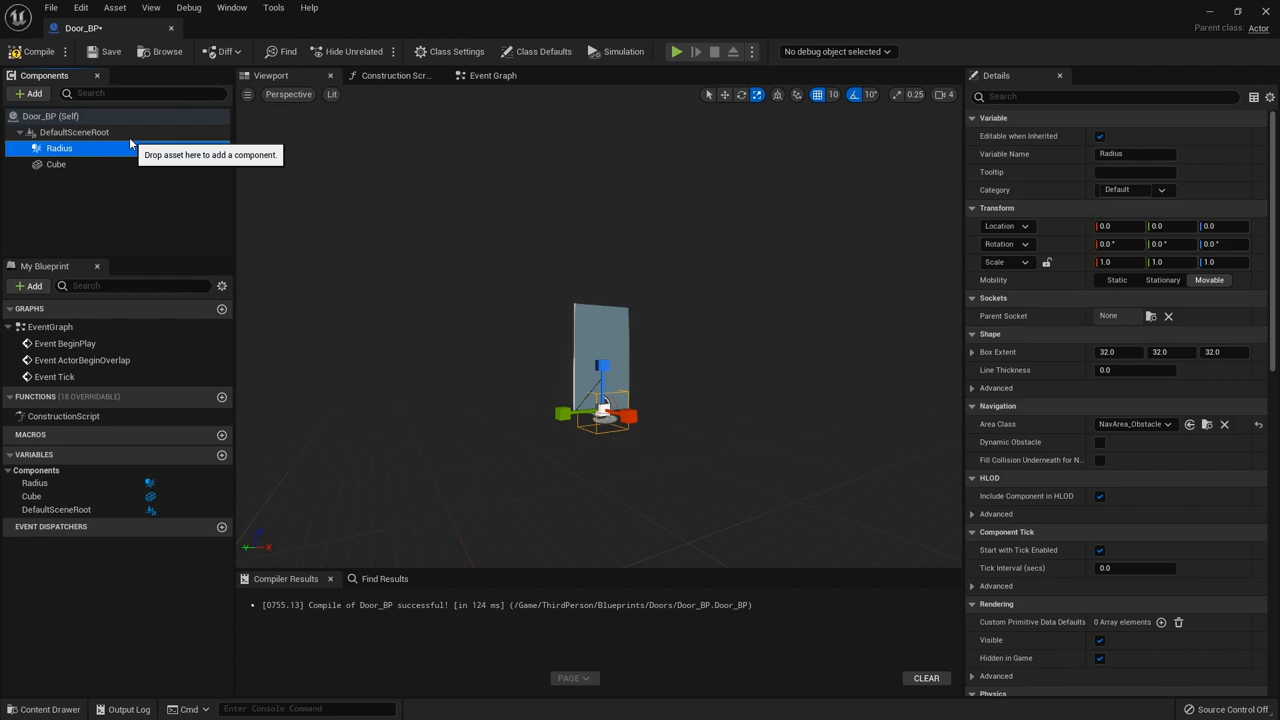 File Edit Asset View Debug Window Tools Help
Door_BP*
Parent class: Actor
Compile Save Browse Diff Find Hide Unrelated Class Settings Class Defaults Simulation No debug object selected
Components
Add Search
Door_BP (Self)
DefaultSceneRoot
Radius
Cube
Drop asset here to add a component.
My Blueprint
Add Search
GRAPHS
EventGraph
Event BeginPlay
Event ActorBeginOverlap
Event Tick
FUNCTIONS (18 OVERRIDABLE)
ConstructionScript
MACROS
VARIABLES
Components
Radius
Cube
DefaultSceneRoot
EVENT DISPATCHERS
Viewport Construction Scr... Event Graph
Perspective Lit 10 10° 0.25 4
Z
Y X
Compiler Results Find Results
[0755.13] Compile of Door_BP successful! [in 124 ms] (/Game/ThirdPerson/Blueprints/Doors/Door_BP.Door_BP)
PAGE CLEAR
Details
Search
Variable
Editable when Inherited
Variable Name Radius
Tooltip
Category Default
Transform
Location 0.0 0.0 0.0
Rotation 0.0 ° 0.0 ° 0.0 °
Scale 1.0 1.0 1.0
Mobility Static Stationary Movable
Sockets
Parent Socket None
Shape
Box Extent 32.0 32.0 32.0
Line Thickness 0.0
Advanced
Navigation
Area Class NavArea_Obstacle
Dynamic Obstacle
Fill Collision Underneath for N...
HLOD
Include Component in HLOD
Advanced
Component Tick
Start with Tick Enabled
Tick Interval (secs) 0.0
Advanced
Rendering
Custom Primitive Data Defaults 0 Array elements
Visible
Hidden in Game
Advanced
Physics
Content Drawer Output Log Cmd Enter Console Command Source Control Off